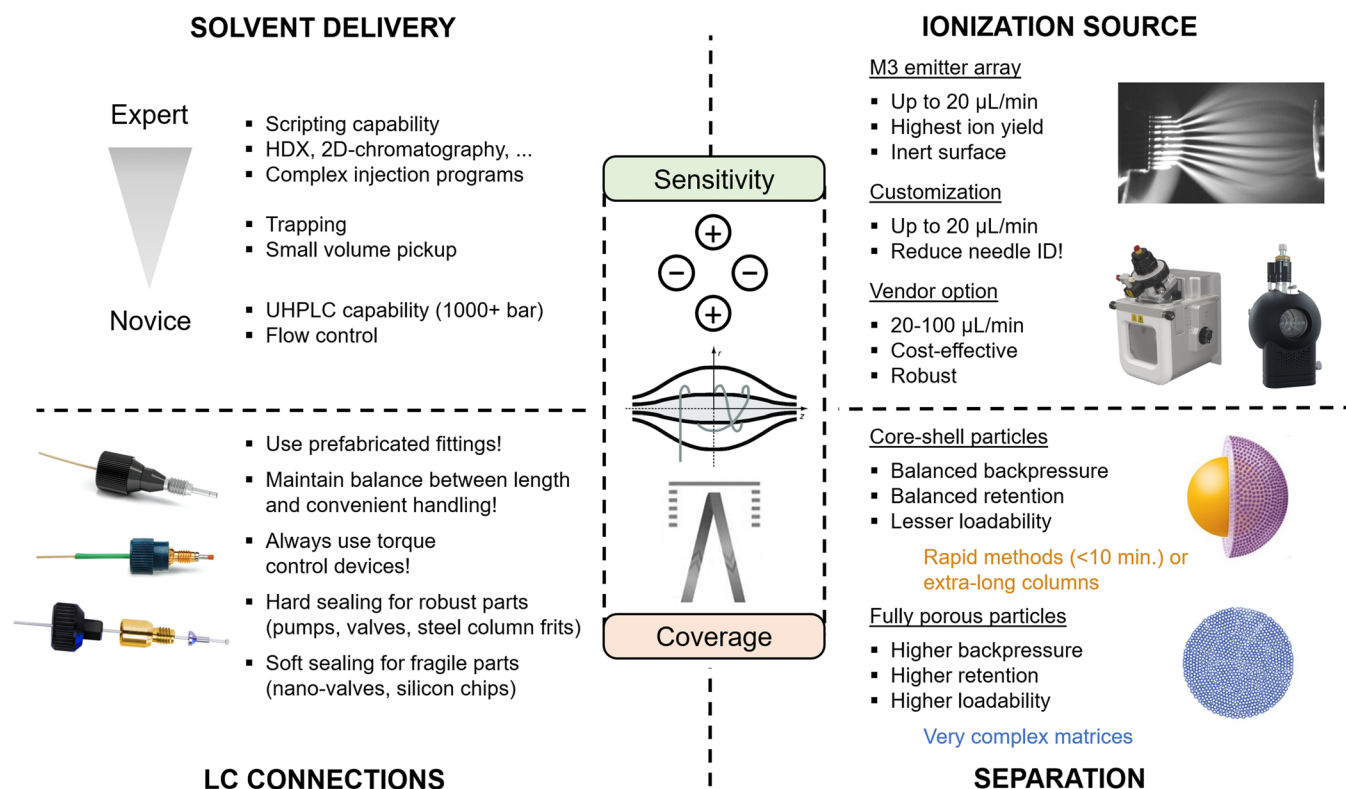 SOLVENT DELIVERY
Expert
Novice
▪ Scripting capability
▪ HDX, 2D-chromatography, ...
▪ Complex injection programs
▪ Trapping
▪ Small volume pickup
▪ UHPLC capability (1000+ bar)
▪ Flow control
Sensitivity
+
−
−
+
r
z
Coverage
IONIZATION SOURCE
M3 emitter array
▪ Up to 20 µL/min
▪ Highest ion yield
▪ Inert surface
Customization
▪ Up to 20 µL/min
▪ Reduce needle ID!
Vendor option
▪ 20-100 µL/min
▪ Cost-effective
▪ Robust
▪ Use prefabricated fittings!
▪ Maintain balance between length
and convenient handling!
▪ Always use torque
control devices!
▪ Hard sealing for robust parts
(pumps, valves, steel column frits)
▪ Soft sealing for fragile parts
(nano-valves, silicon chips)
LC CONNECTIONS
Core-shell particles
▪ Balanced backpressure
▪ Balanced retention
▪ Lesser loadability
Rapid methods (<10 min.) or
extra-long columns
Fully porous particles
▪ Higher backpressure
▪ Higher retention
▪ Higher loadability
Very complex matrices
SEPARATION